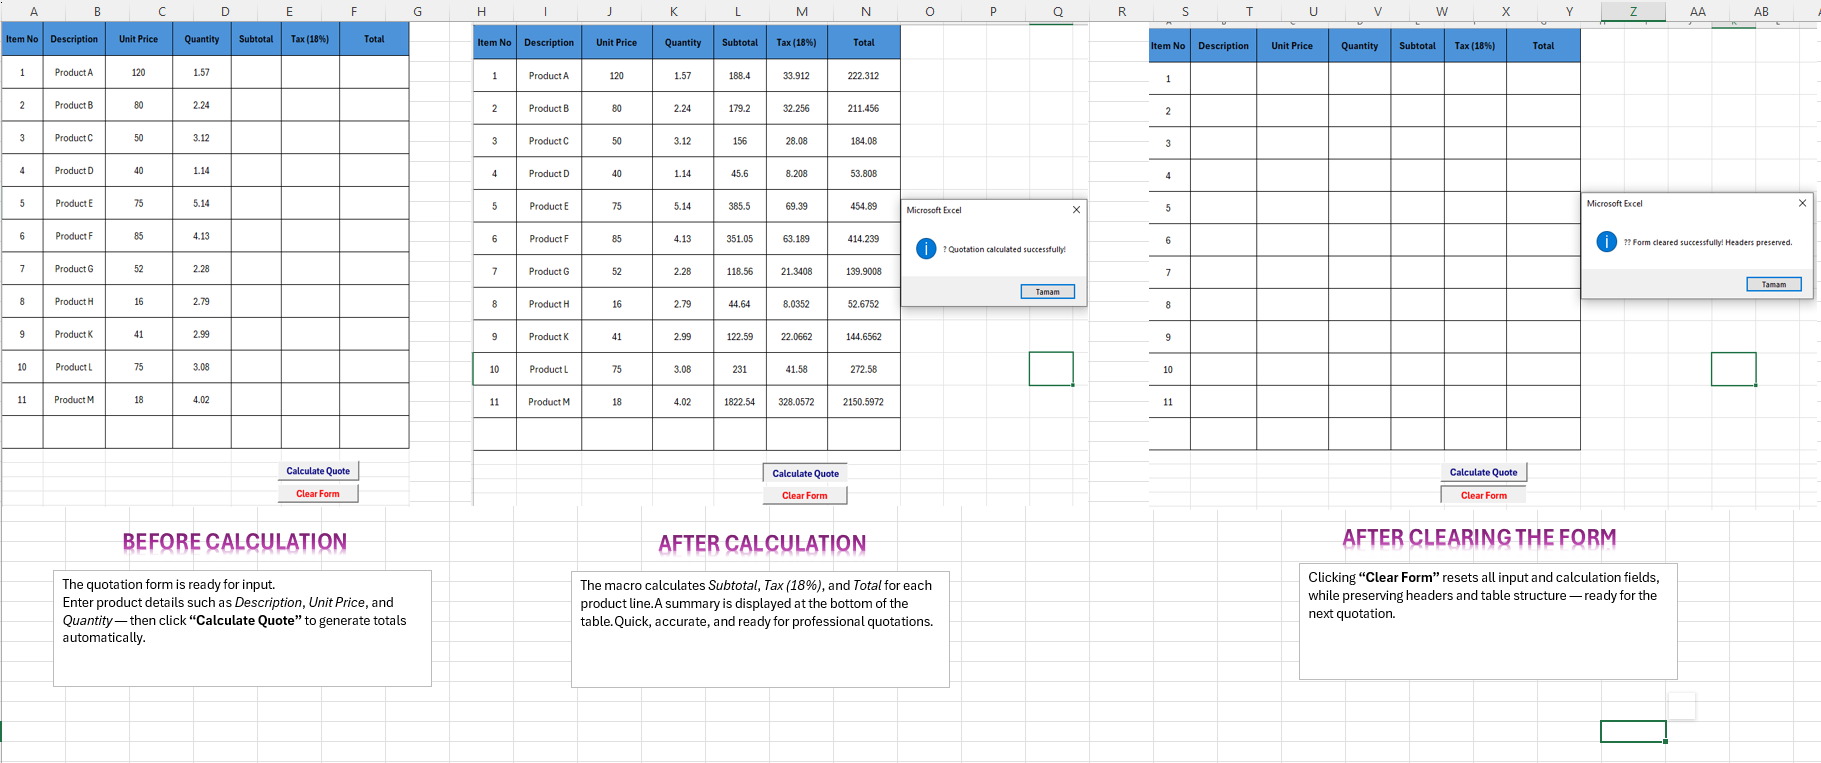 A B C D E F G H I J K L M N O P Q R S T U V W X Y Z AA AB
Item No Description Unit Price Quantity Subtotal Tax (18%) Total
1 Product A 120 1.57
2 Product B 80 2.24
3 Product C 50 3.12
4 Product D 40 1.14
5 Product E 75 5.14
6 Product F 85 4.13
7 Product G 52 2.28
8 Product H 16 2.79
9 Product K 41 2.99
10 Product L 75 3.08
11 Product M 18 4.02
Calculate Quote
Clear Form
BEFORE CALCULATION
The quotation form is ready for input.
Enter product details such as Description, Unit Price, and
Quantity — then click “Calculate Quote” to generate totals
automatically.
Item No Description Unit Price Quantity Subtotal Tax (18%) Total
1 Product A 120 1.57 188.4 33.912 222.312
2 Product B 80 2.24 179.2 32.256 211.456
3 Product C 50 3.12 156 28.08 184.08
4 Product D 40 1.14 45.6 8.208 53.808
5 Product E 75 5.14 385.5 69.39 454.89
6 Product F 85 4.13 351.05 63.189 414.239
7 Product G 52 2.28 118.56 21.3408 139.9008
8 Product H 16 2.79 44.64 8.0352 52.6752
9 Product K 41 2.99 122.59 22.0662 144.6562
10 Product L 75 3.08 231 41.58 272.58
11 Product M 18 4.02 1822.54 328.0572 2150.5972
Microsoft Excel
? Quotation calculated successfully!
Tamam
Calculate Quote
Clear Form
AFTER CALCULATION
The macro calculates Subtotal, Tax (18%), and Total for each
product line.A summary is displayed at the bottom of the
table.Quick, accurate, and ready for professional quotations.
Item No Description Unit Price Quantity Subtotal Tax (18%) Total
1
2
3
4
5
6
7
8
9
10
11
Microsoft Excel
?? Form cleared successfully! Headers preserved.
Tamam
Calculate Quote
Clear Form
AFTER CLEARING THE FORM
Clicking “Clear Form” resets all input and calculation fields,
while preserving headers and table structure — ready for the
next quotation.